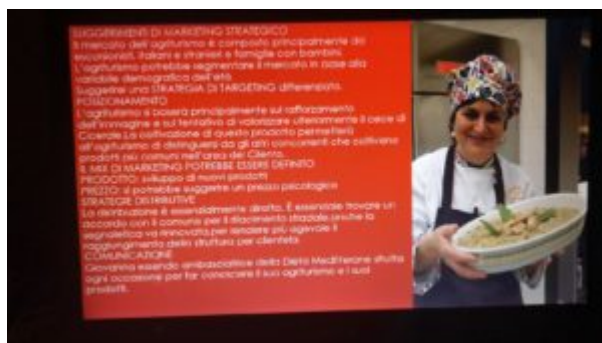 SUGGERIMENTI DI MARKETING STRATEGICO
Il mercato dell'agriturismo è composto principalmente da
escursionisti, italiani e stranieri e famiglie con bambini.
L'agriturismo potrebbe segmentare il mercato in base alla
variabile demografica dell'età.
Suggerire una STRATEGIA DI TARGETING differenziato.
POSIZIONAMENTO
L'agriturismo si baserà principalmente sul rafforzamento
dell'immagine e sul tentativo di valorizzare ulteriormente il cece di
Cicerale. La coltivazione di questo prodotto permetterà
all'agriturismo di distinguersi da gli altri concorrenti che coltivano
prodotti più comuni nell'area del Cilento.
IL MIX DI MARKETING POTREBBE ESSERE DEFINITO
PRODOTTO: sviluppo di nuovi prodotti
PREZZO: si potrebbe suggerire un prezzo psicologico
STRATEGIE DISTRIBUTIVE
La distribuzione è essenzialmente diretta. È essenziale trovare un
accordo con il comune per il rifacimento stradale, anche la
segnaletica va rinnovata per rendere più agevole il
raggiungimento della struttura per clientela
COMUNICAZIONE
Giovanna essendo ambasciatrice della Dieta Mediterane sfrutta
ogni occasione per far conoscere il suo agriturismo e i suoi
prodotti.